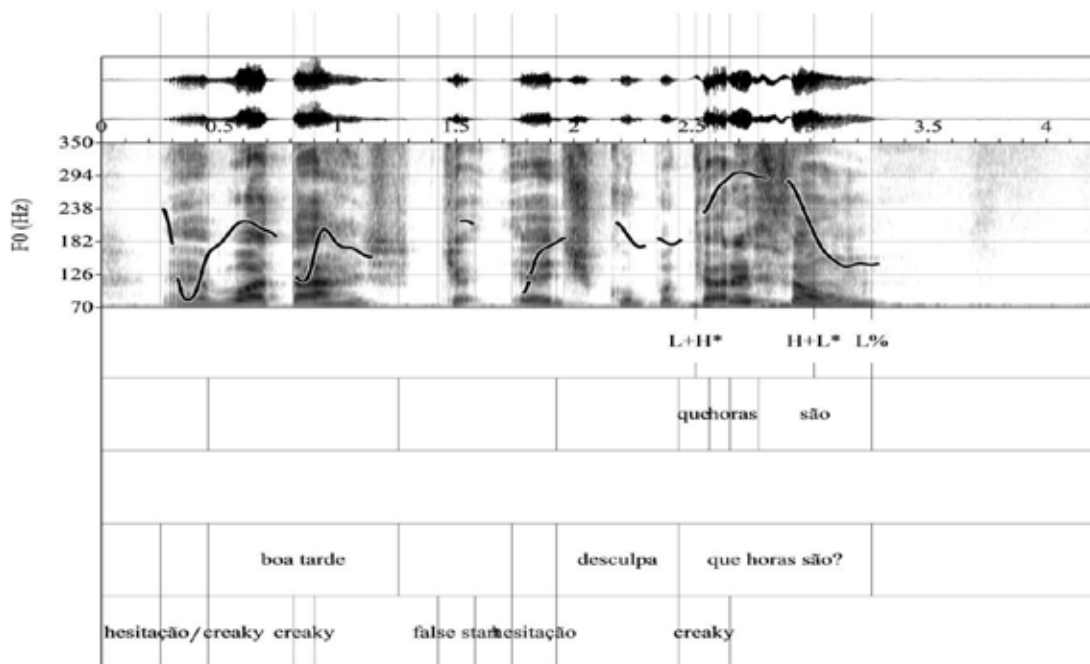 0 0.5 1 1.5 2 2.5 3.5 4
350
294
238
182
126
70
F0 (Hz)
L+H* H+L* L%
que horas são
boa tarde desculpa que horas são?
hesitação/creaky creaky false start hesitação creaky